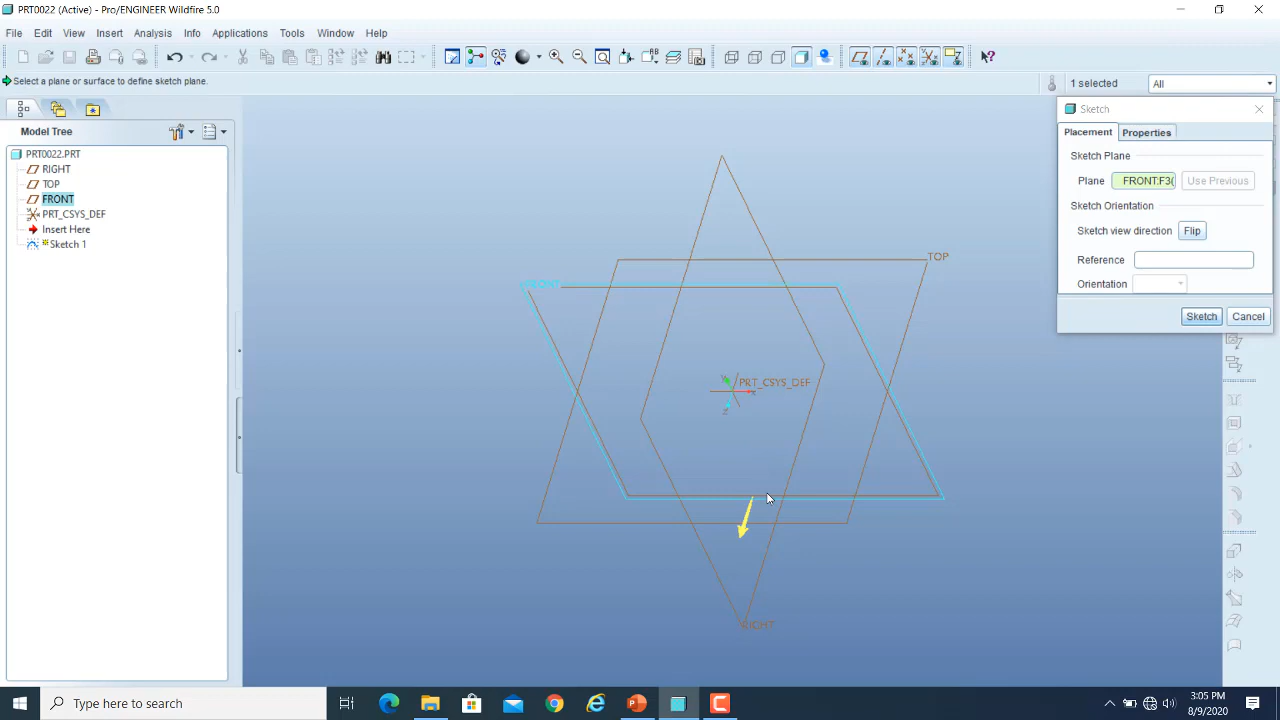 PRT0022 (Active) - Pro/ENGINEER Wildfire 5.0
File Edit View Insert Analysis Info Applications Tools Window Help
Select a plane or surface to define sketch plane.
1 selected
All
Model Tree
PRT0022.PRT
RIGHT
TOP
FRONT
PRT_CSYS_DEF
Insert Here
Sketch 1
Sketch
Placement Properties
Sketch Plane
Plane FRONT:F3( Use Previous
Sketch Orientation
Sketch view direction Flip
Reference
Orientation
Sketch Cancel
TOP
FRONT
PRT_CSYS_DEF
Y
X
Z
RIGHT
Type here to search
3:05 PM
8/9/2020